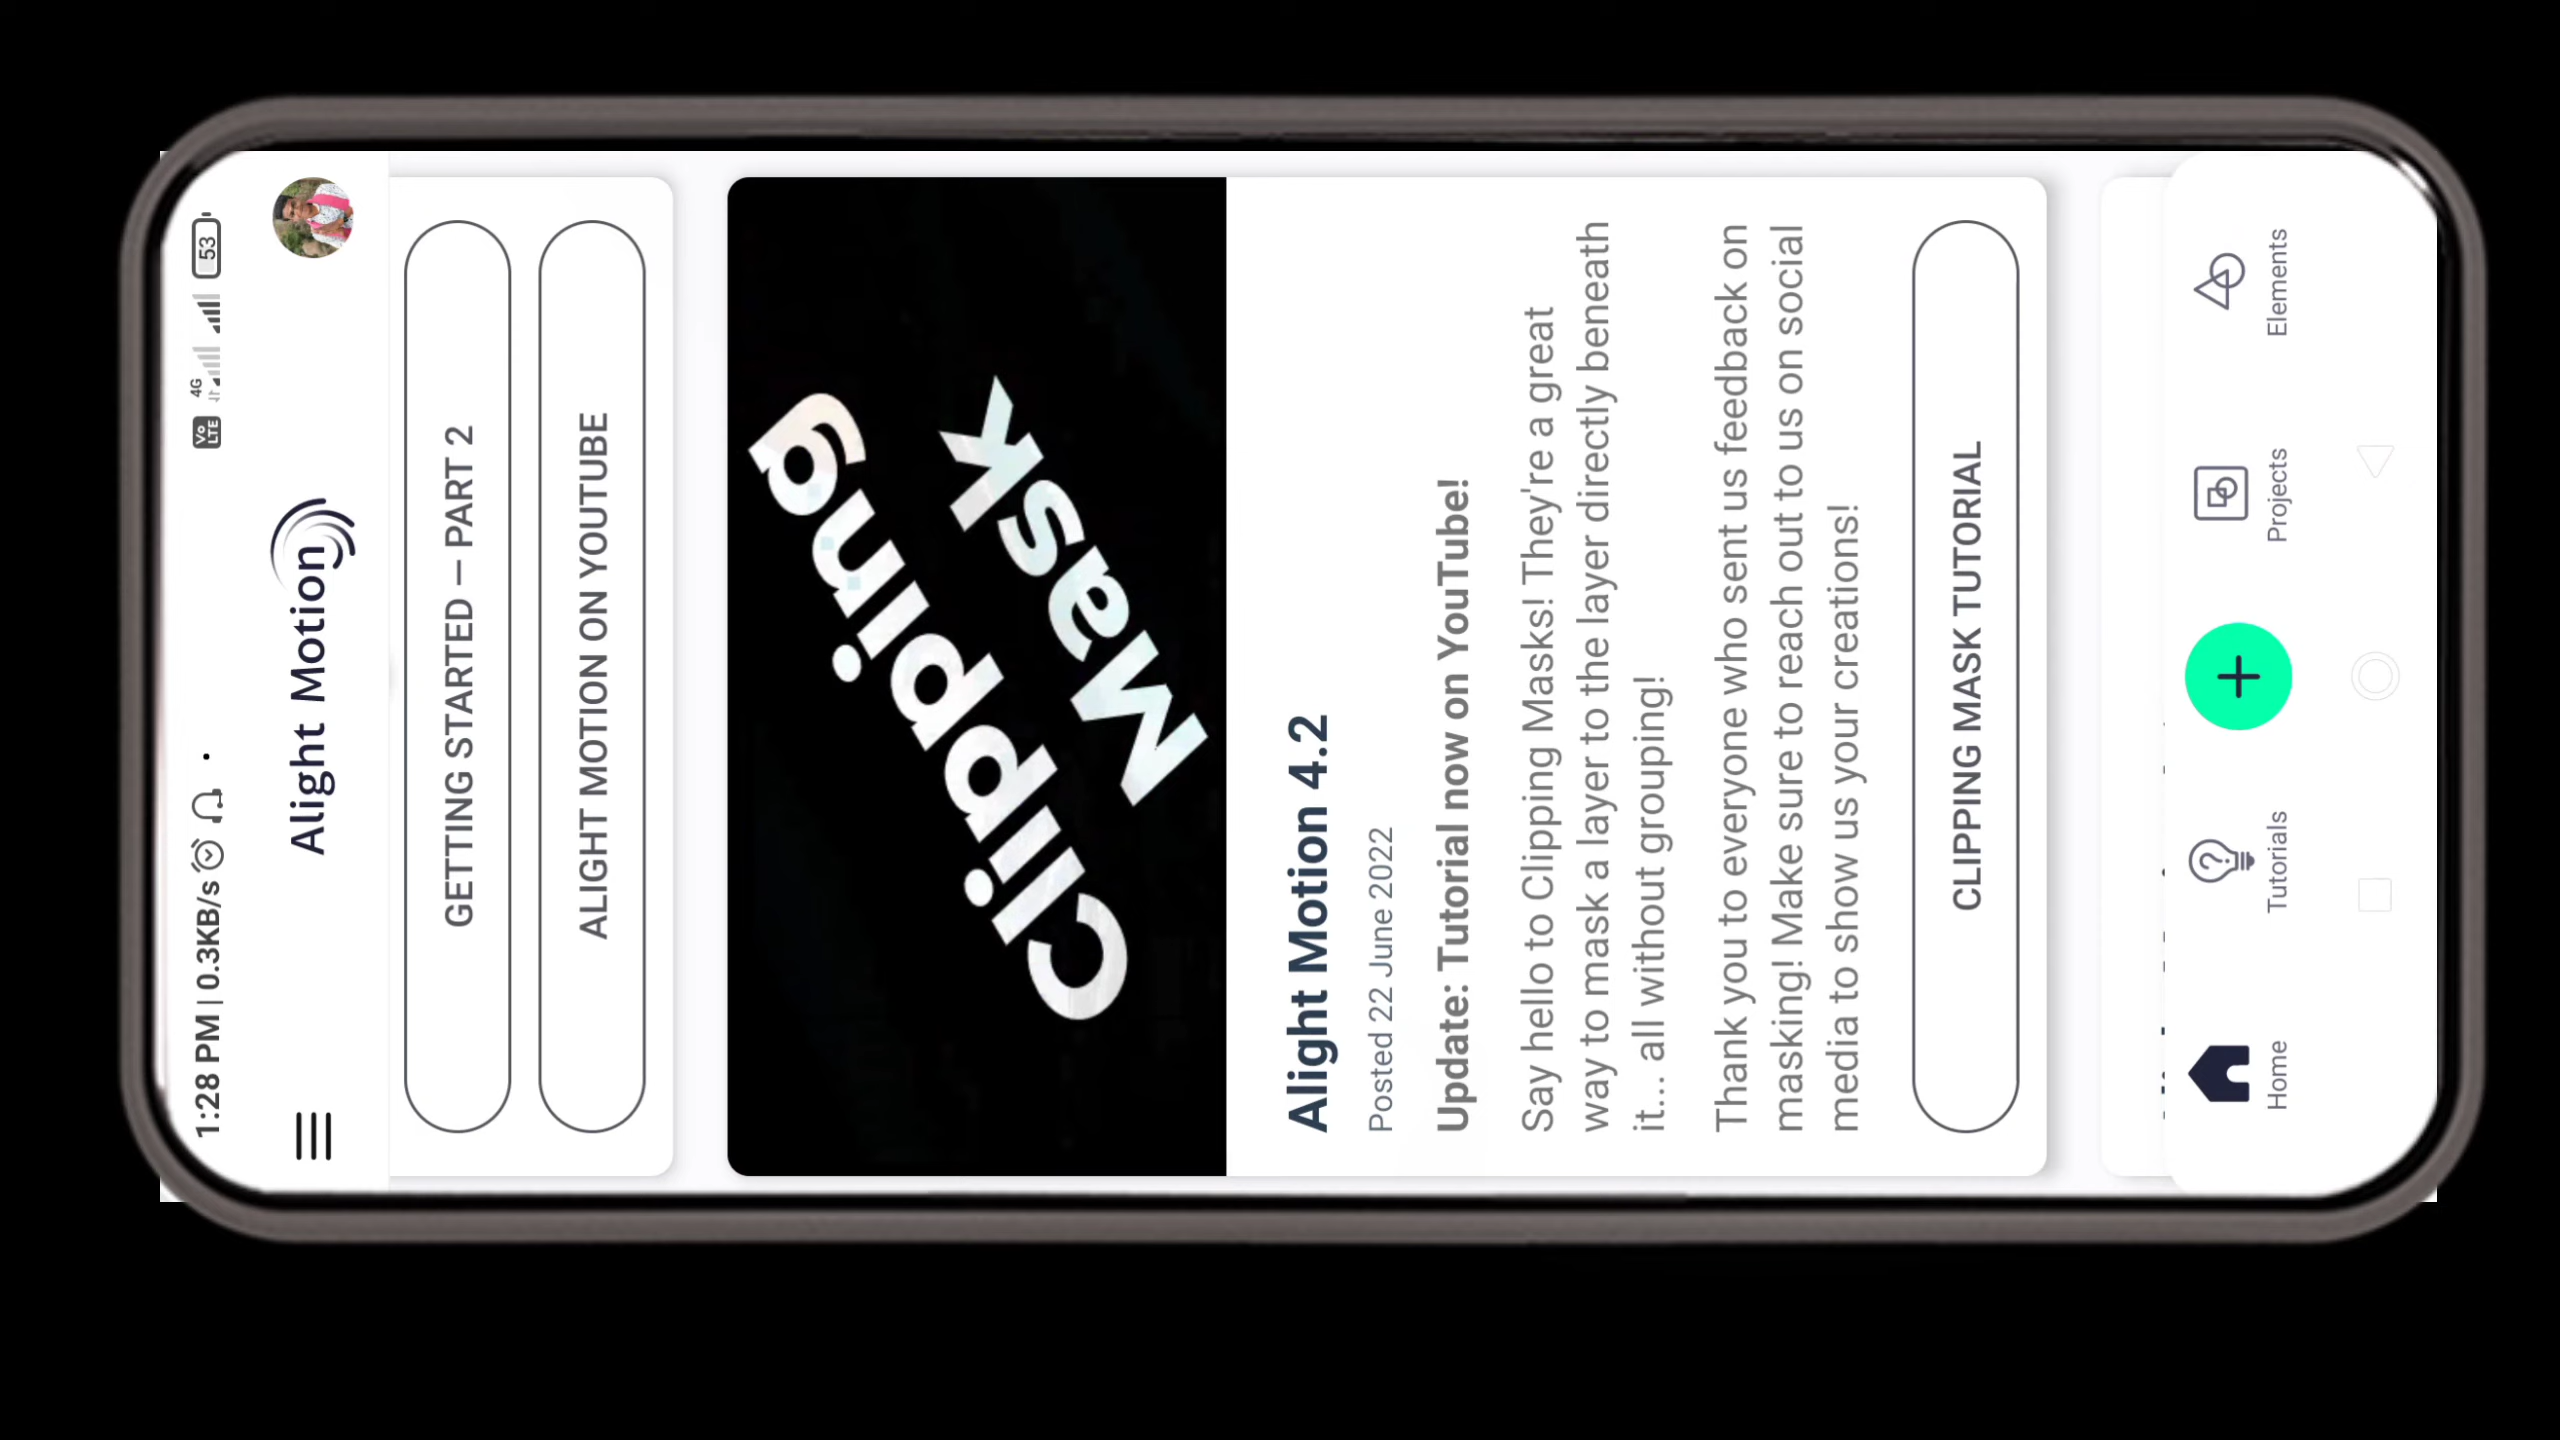 1:28 PM | 0.3KB/s
Vo
LTE
4G
53
Alight Motion
GETTING STARTED – PART 2
ALIGHT MOTION ON YOUTUBE
Clipping
Mask
Alight Motion 4.2
Posted 22 June 2022
Update: Tutorial now on YouTube!
Say hello to Clipping Masks! They're a great
way to mask a layer to the layer directly beneath
it... all without grouping!
Thank you to everyone who sent us feedback on
masking! Make sure to reach out to us on social
media to show us your creations!
CLIPPING MASK TUTORIAL
Home
Tutorials
Projects
Elements